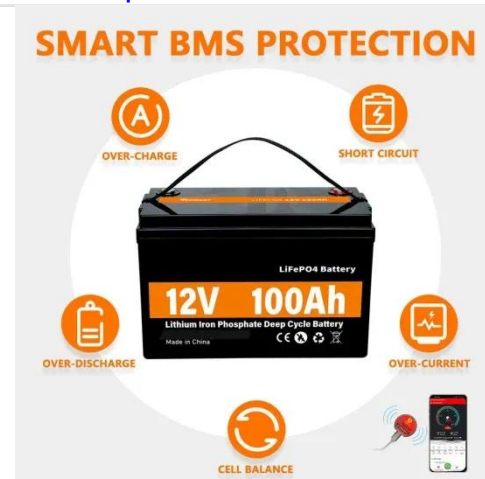 SMART BMS PROTECTION
OVER-CHARGE
SHORT CIRCUIT
LiFePO4 Battery
12V 100Ah
Lithium Iron Phosphate Deep Cycle Battery
Made in China
CE
OVER-DISCHARGE
OVER-CURRENT
CELL BALANCE